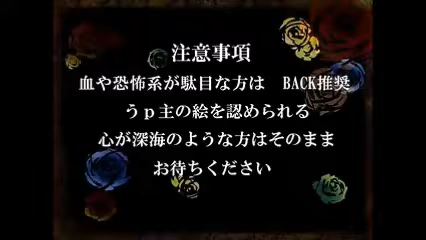 注意事項
血や恐怖系が駄目な方は　BACK推奨
うｐ主の絵を認められる
心が深海のような方はそのまま
お待ちください